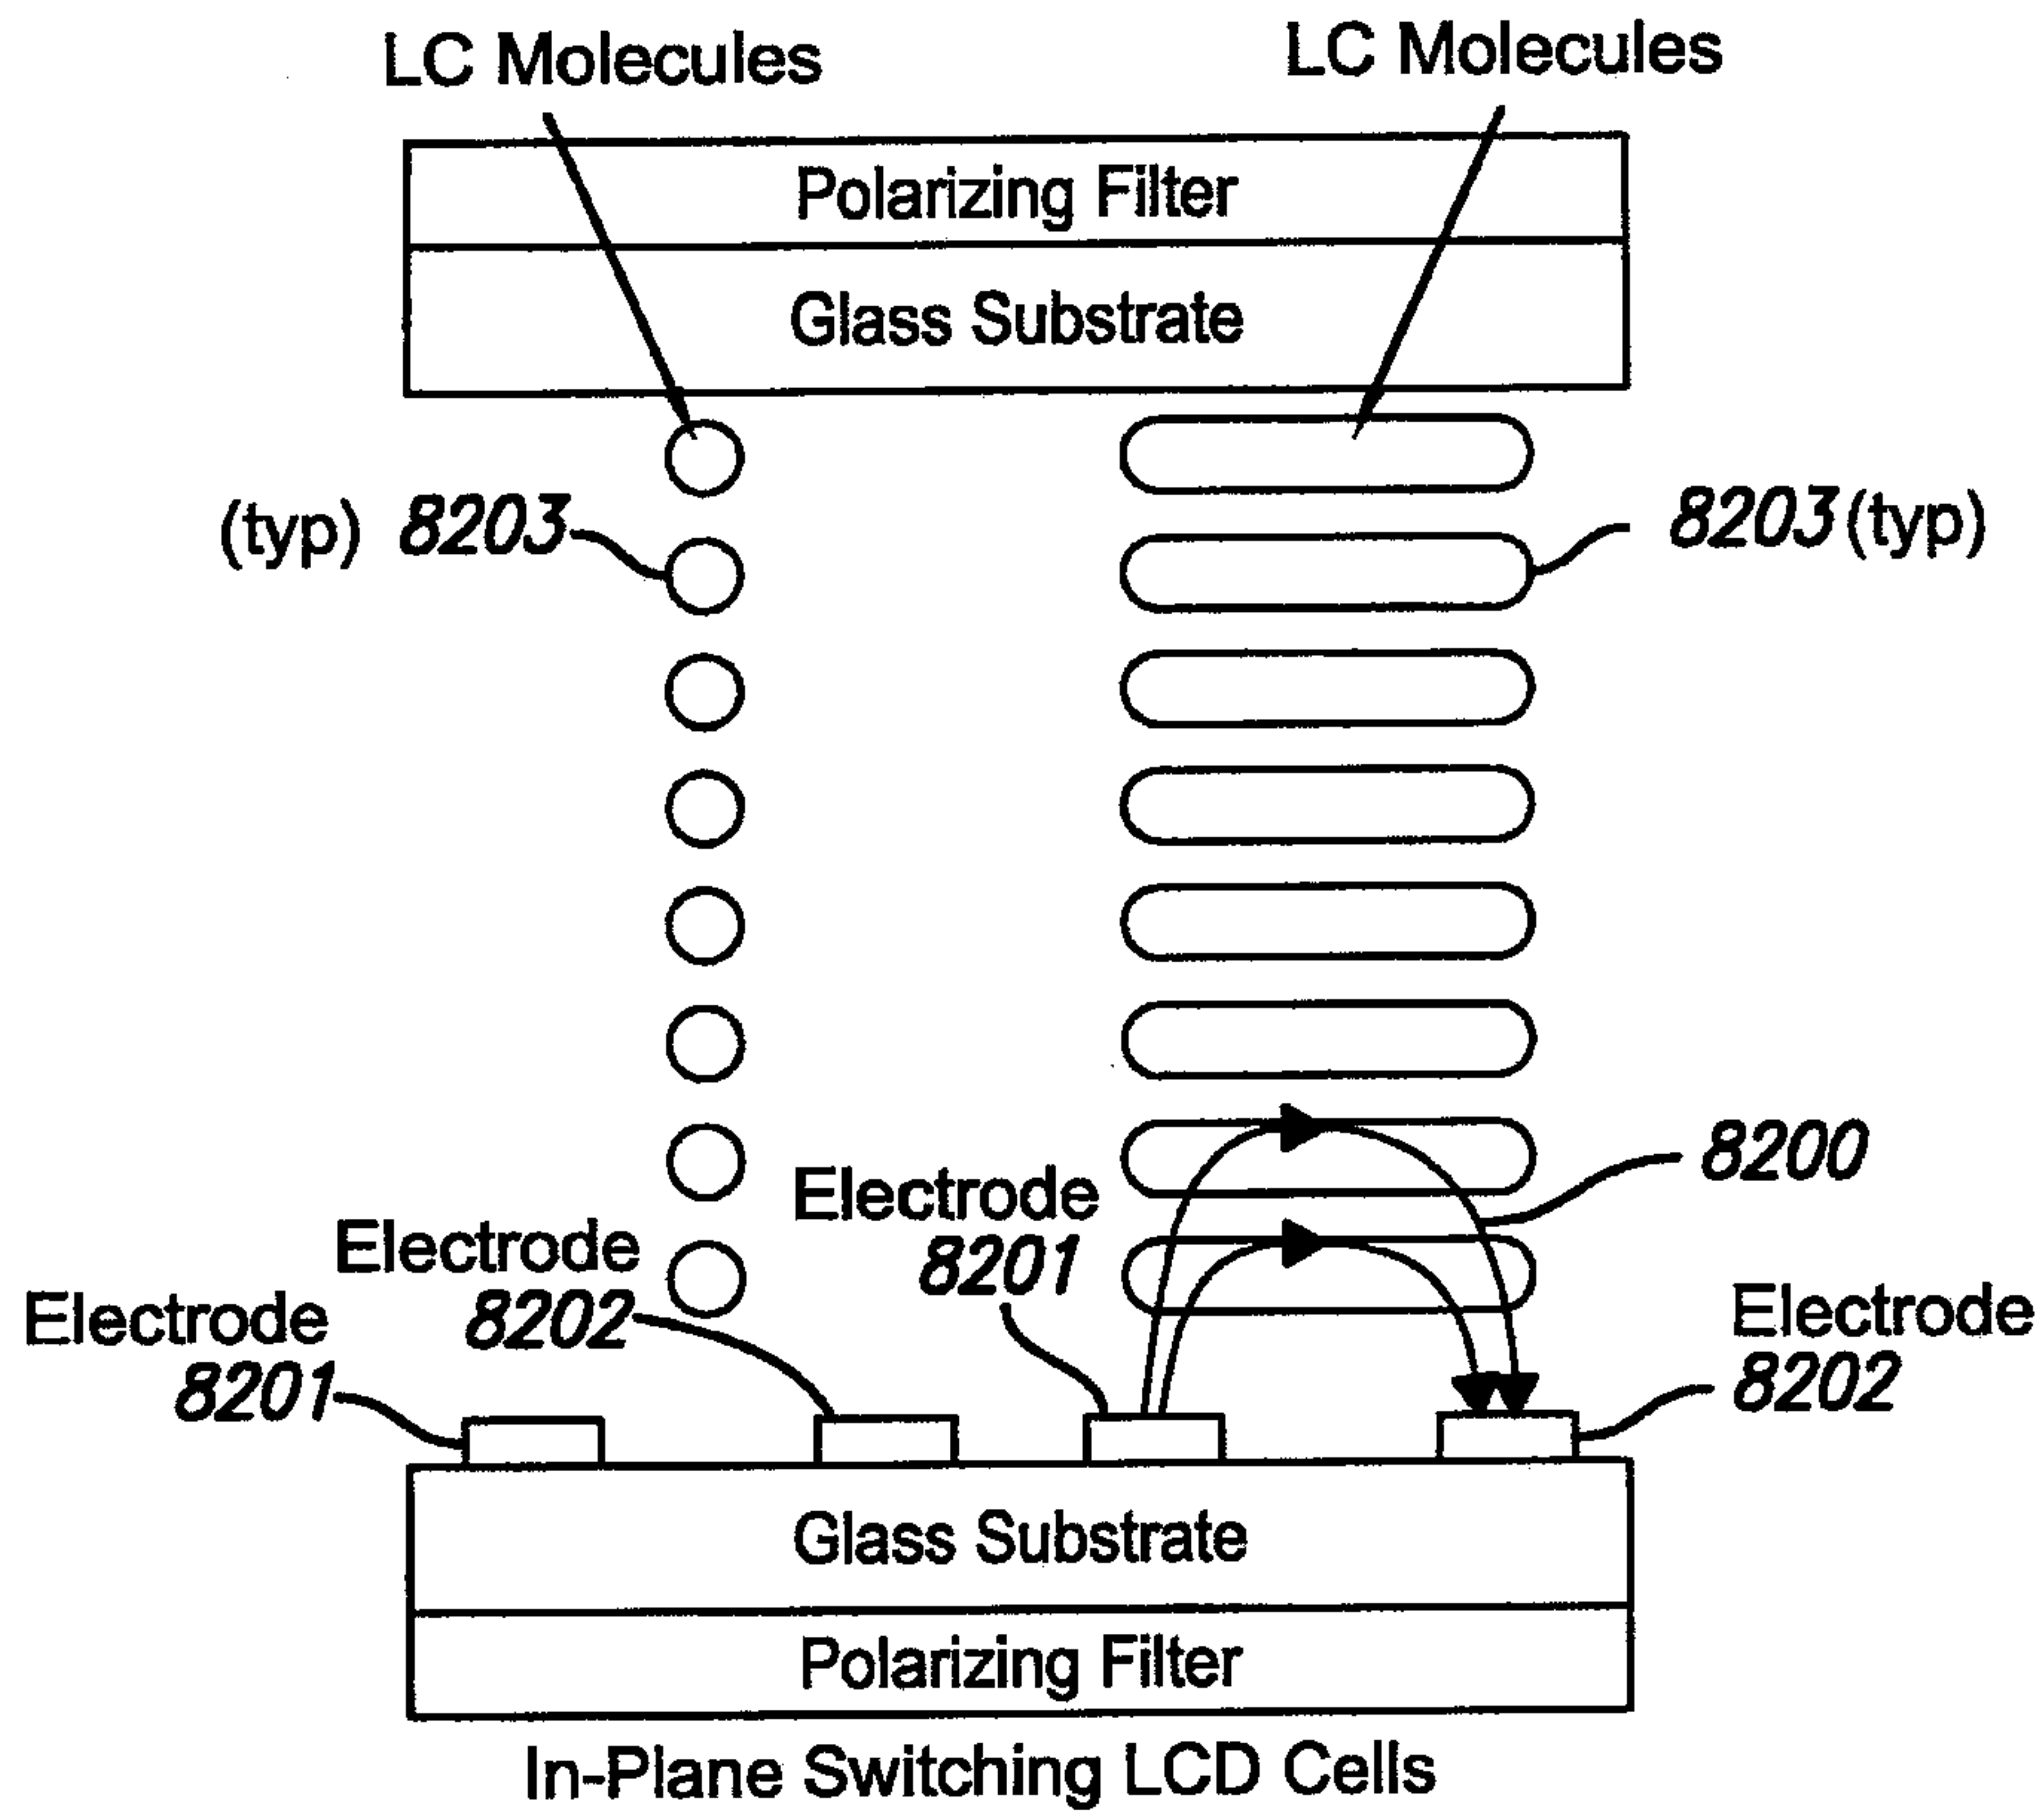 LC Molecules
LC Molecules
Polarizing Filter
Glass Substrate
(typ) 8203
8203 (typ)
8200
Electrode
8201
Electrode
8202
Electrode
8201
Electrode
8202
Glass Substrate
Polarizing Filter
In-Plane Switching LCD Cells